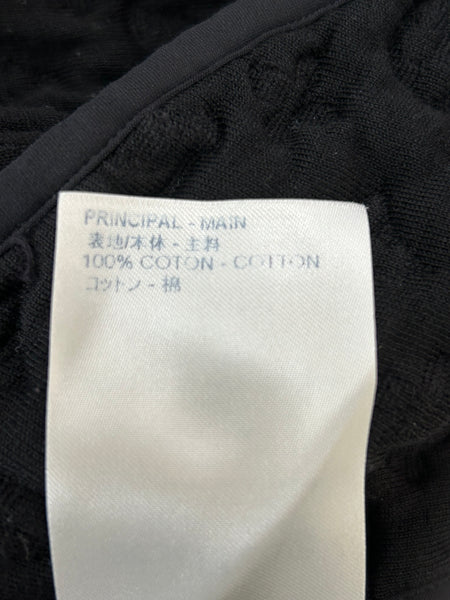 PRINCIPAL - MAIN
表地/本体 - 主料
100% COTON - COTTON
コットン - 棉